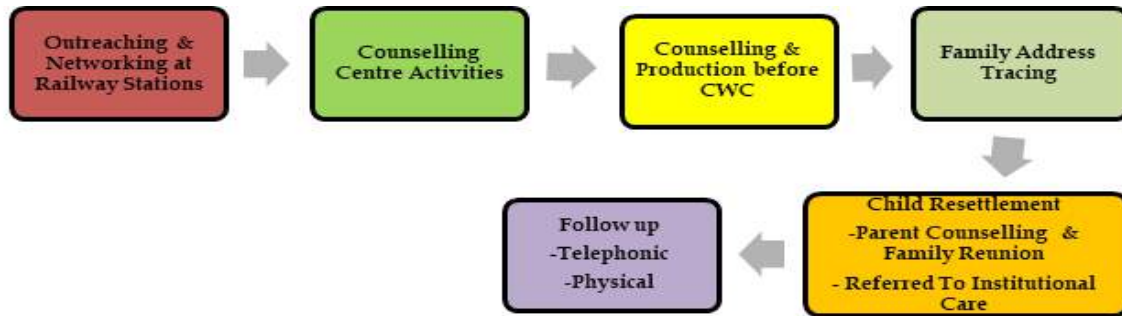 Outreaching &
Networking at
Railway Stations
Counselling
Centre Activities
Counselling &
Production before
CWC
Family Address
Tracing
Child Resettlement
-Parent Counselling &
Family Reunion
- Referred To Institutional
Care
Follow up
-Telephonic
-Physical